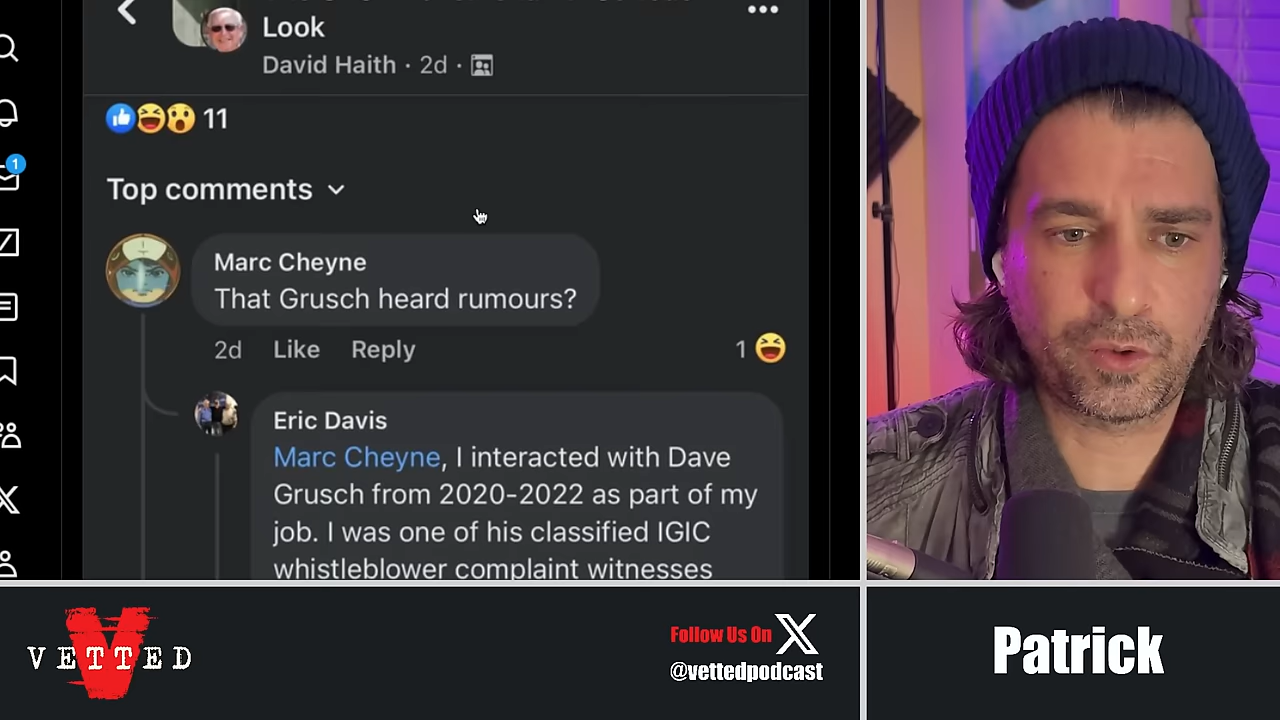 Look
David Haith · 2d ·
11
1
Top comments
Marc Cheyne
That Grusch heard rumours?
2d Like Reply 1
Eric Davis
Marc Cheyne, I interacted with Dave
Grusch from 2020-2022 as part of my
job. I was one of his classified IGIC
whistleblower complaint witnesses
VETTED
Follow Us On X
@vettedpodcast
Patrick